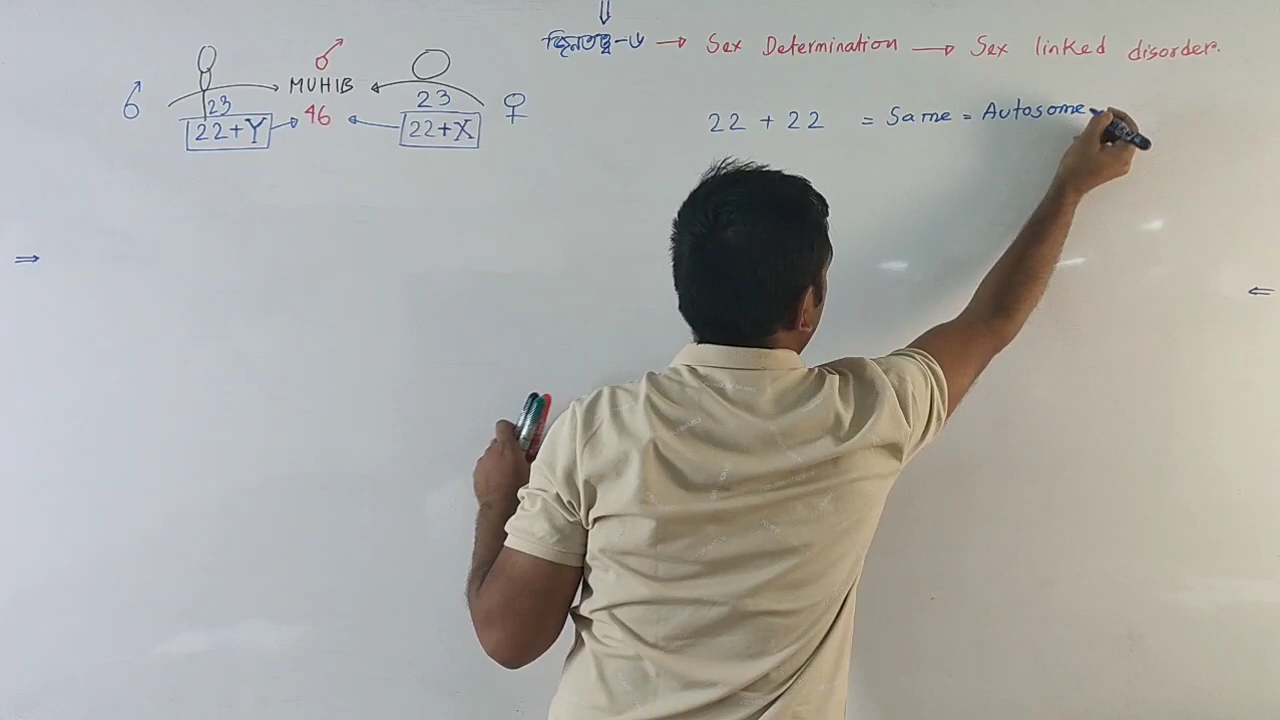 জিনতত্ত্ব-৬ → Sex Determination → Sex linked disorder.
♂
MUHIB
♂ 23 46 23 ♀
22+Y 22+X
22 + 22 = Same = Autosome